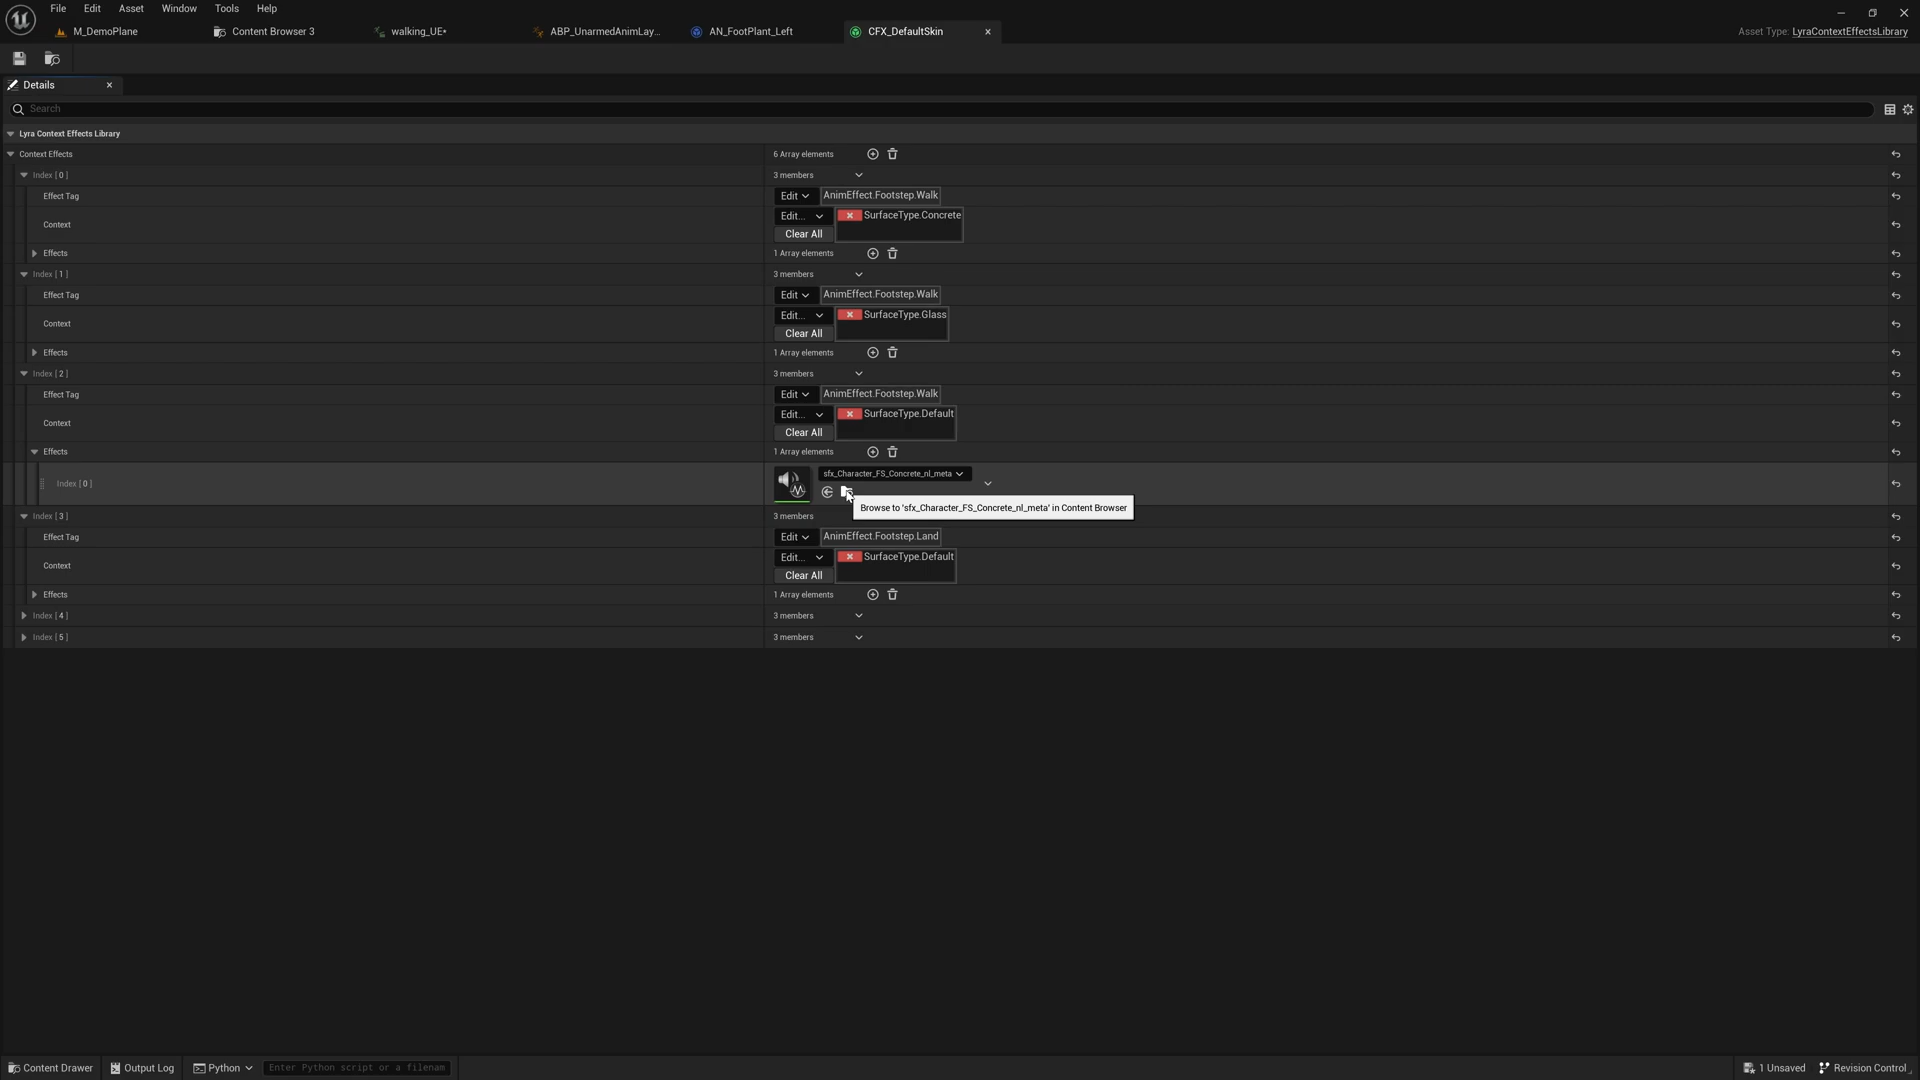 File Edit Asset Window Tools Help
M_DemoPlane Content Browser 3 walking_UE* ABP_UnarmedAnimLay... AN_FootPlant_Left CFX_DefaultSkin Asset Type: LyraContextEffectsLibrary
Details
Search
Lyra Context Effects Library
Context Effects 6 Array elements
Index [ 0 ] 3 members
Effect Tag Edit AnimEffect.Footstep.Walk
Context Edit... SurfaceType.Concrete
Clear All
Effects 1 Array elements
Index [ 1 ] 3 members
Effect Tag Edit AnimEffect.Footstep.Walk
Context Edit... SurfaceType.Glass
Clear All
Effects 1 Array elements
Index [ 2 ] 3 members
Effect Tag Edit AnimEffect.Footstep.Walk
Context Edit... SurfaceType.Default
Clear All
Effects 1 Array elements
Index [ 0 ] sfx_Character_FS_Concrete_nl_meta
Browse to 'sfx_Character_FS_Concrete_nl_meta' in Content Browser
Index [ 3 ] 3 members
Effect Tag Edit AnimEffect.Footstep.Land
Context Edit... SurfaceType.Default
Clear All
Effects 1 Array elements
Index [ 4 ] 3 members
Index [ 5 ] 3 members
Content Drawer Output Log Python Enter Python script or a filenam 1 Unsaved Revision Control